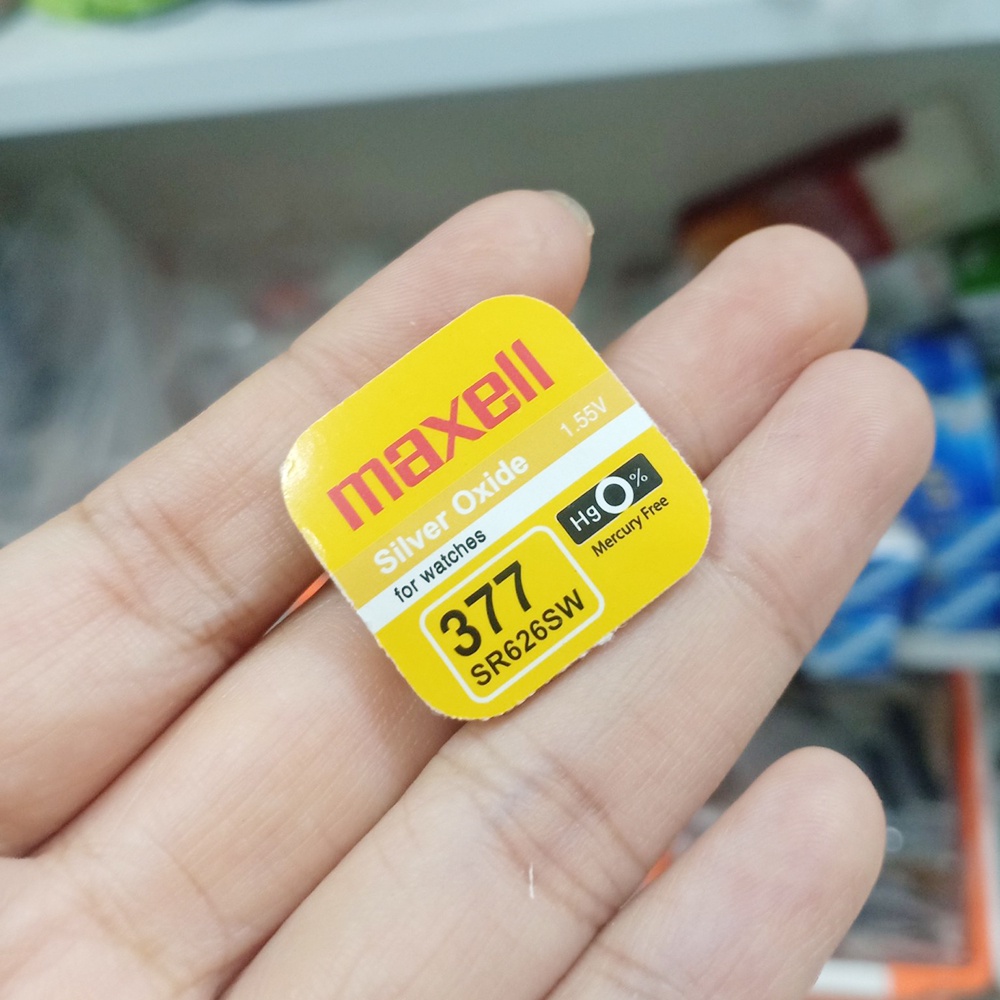 maxell
1.55V
Silver Oxide
for watches
Hg0%
Mercury Free
377
SR626SW